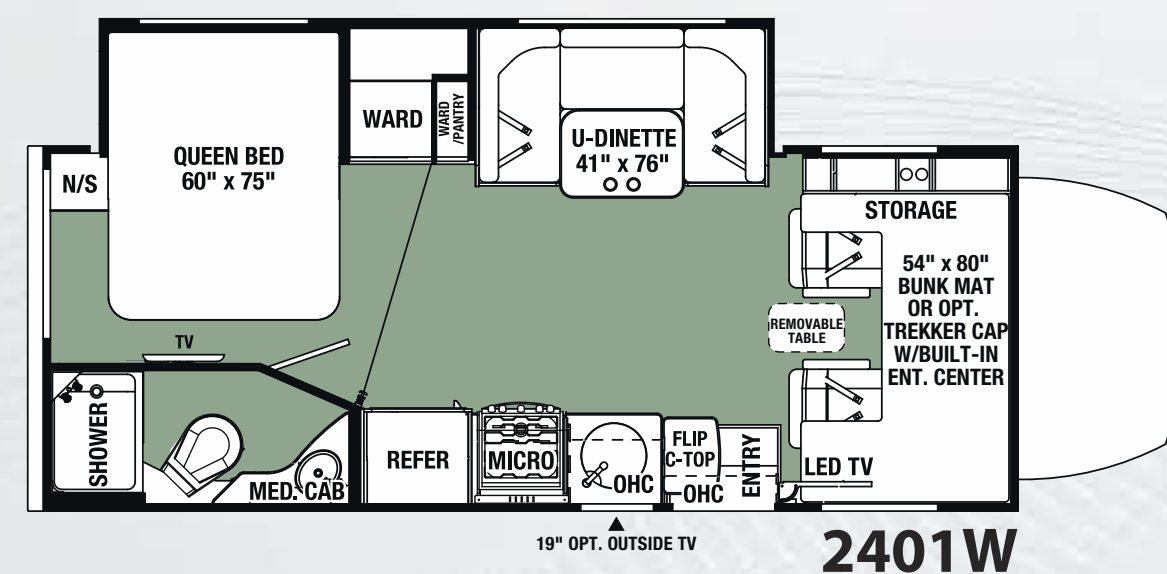 QUEEN BED
60" x 75"
N/S
WARD
WARD
/PANTRY
U-DINETTE
41" x 76"
STORAGE
54" x 80"
BUNK MAT
OR OPT.
TREKKER CAP
W/BUILT-IN
ENT. CENTER
REMOVABLE
TABLE
TV
SHOWER
MED. CAB
REFER
MICRO
OHC
FLIP
C-TOP
OHC
ENTRY
LED TV
19" OPT. OUTSIDE TV
2401W